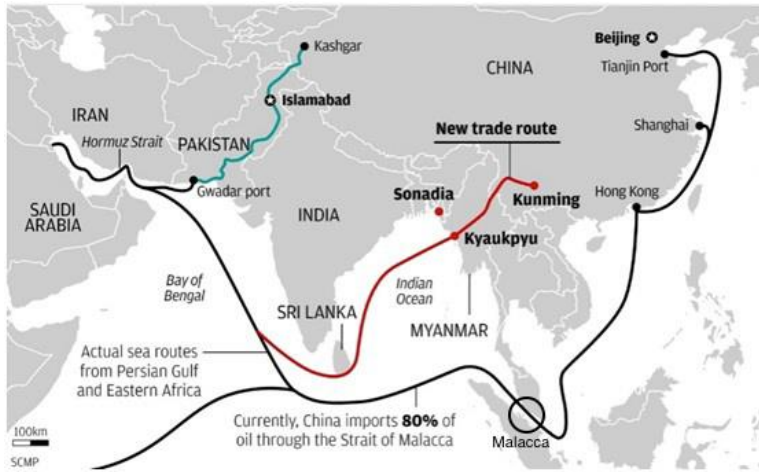 Kashgar
Beijing
Tianjin Port
CHINA
Islamabad
IRAN
Hormuz Strait
PAKISTAN
New trade route
Shanghai
Gwadar port
Sonadia
Kunming
Hong Kong
SAUDI
ARABIA
INDIA
Kyaukpyu
Bay of
Bengal
Indian
Ocean
SRI LANKA
MYANMAR
Actual sea routes
from Persian Gulf
and Eastern Africa
Currently, China imports 80% of
oil through the Strait of Malacca
Malacca
100km
SCMP